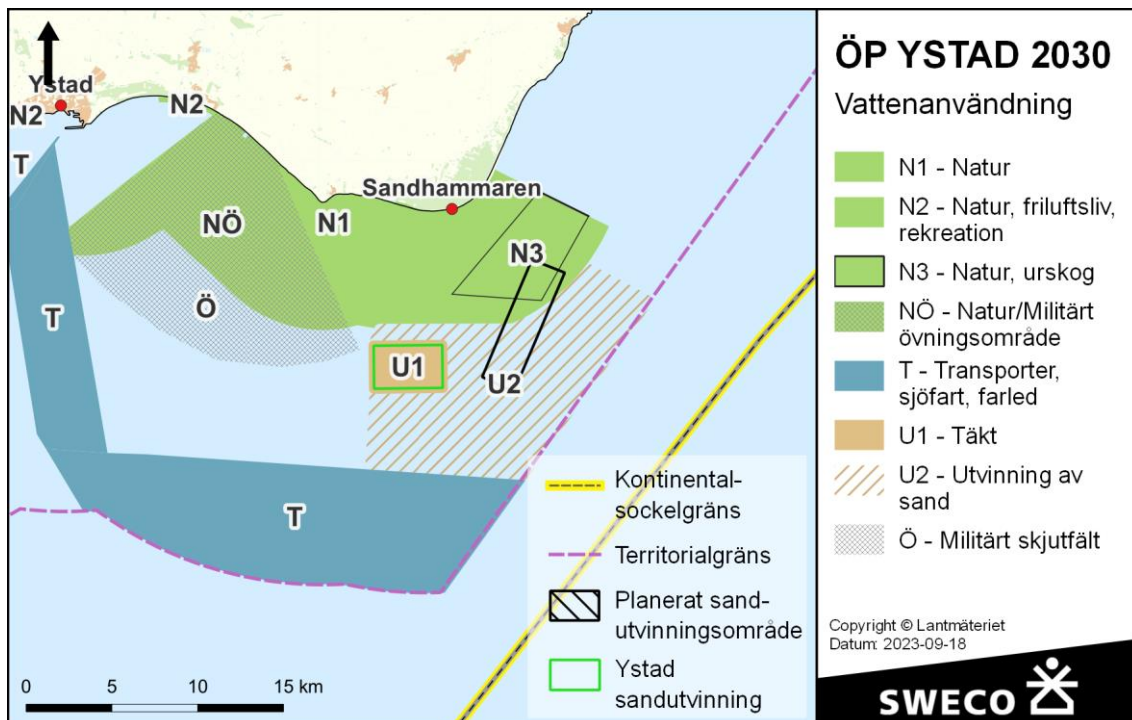 Ystad
N2
N2
T
Sandhammaren
NÖ
N1
N3
Ö
T
U1
U2
T
0 5 10 15 km
Kontinental-
sockelgräns
Territorialgräns
Planerat sand-
utvinningsområde
Ystad
sandutvinning
ÖP YSTAD 2030
Vattenanvändning
N1 - Natur
N2 - Natur, friluftsliv,
rekreation
N3 - Natur, urskog
NÖ - Natur/Militärt
övningsområde
T - Transporter,
sjöfart, farled
U1 - Täkt
U2 - Utvinning av
sand
Ö - Militärt skjutfält
Copyright © Lantmäteriet
Datum: 2023-09-18
SWECO